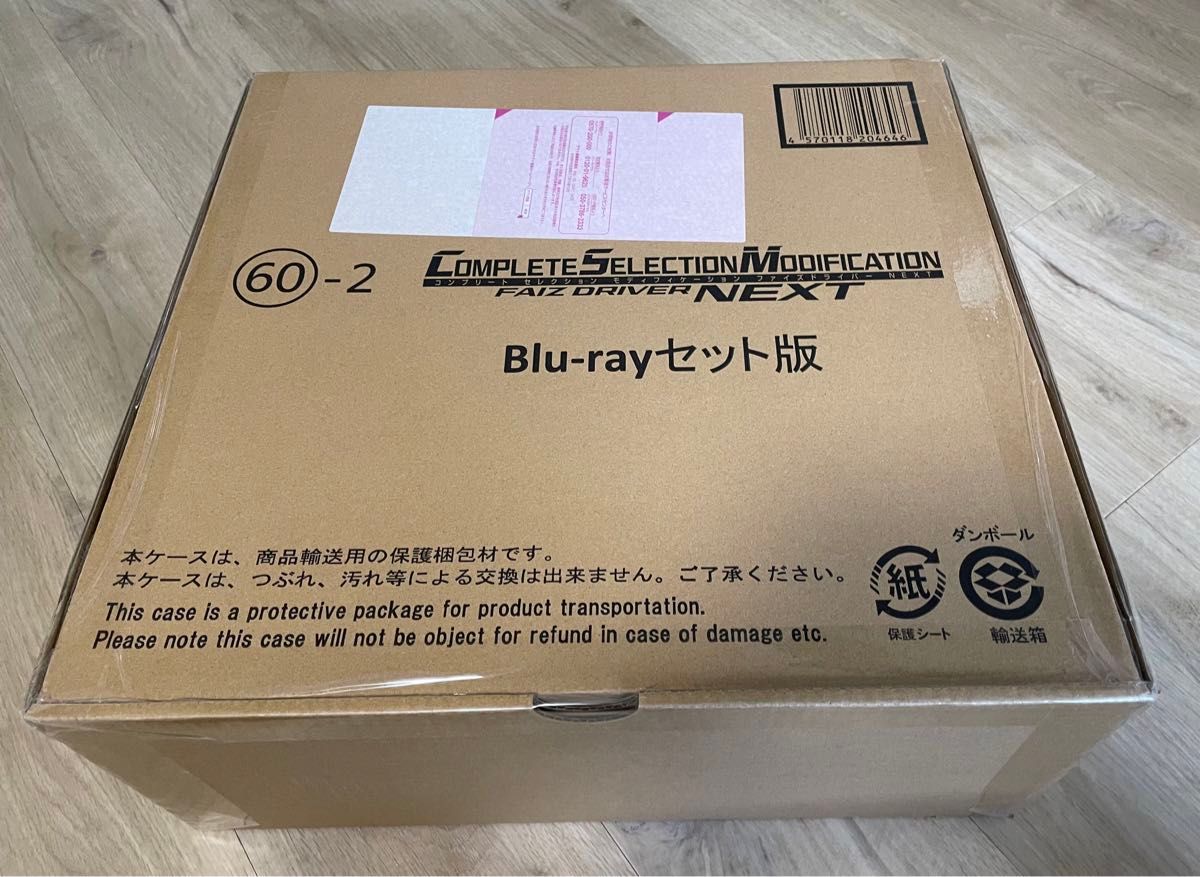 4 570118 204646
60-2
COMPLETE SELECTION MODIFICATION
コンプリート セレクション モディフィケーション ファイズドライバー NEXT
FAIZ DRIVER NEXT
Blu-rayセット版
本ケースは、商品輸送用の保護梱包材です。
本ケースは、つぶれ、汚れ等による交換は出来ません。ご了承ください。
This case is a protective package for product transportation.
Please note this case will not be object for refund in case of damage etc.
紙
保護シート
ダンボール
輸送箱